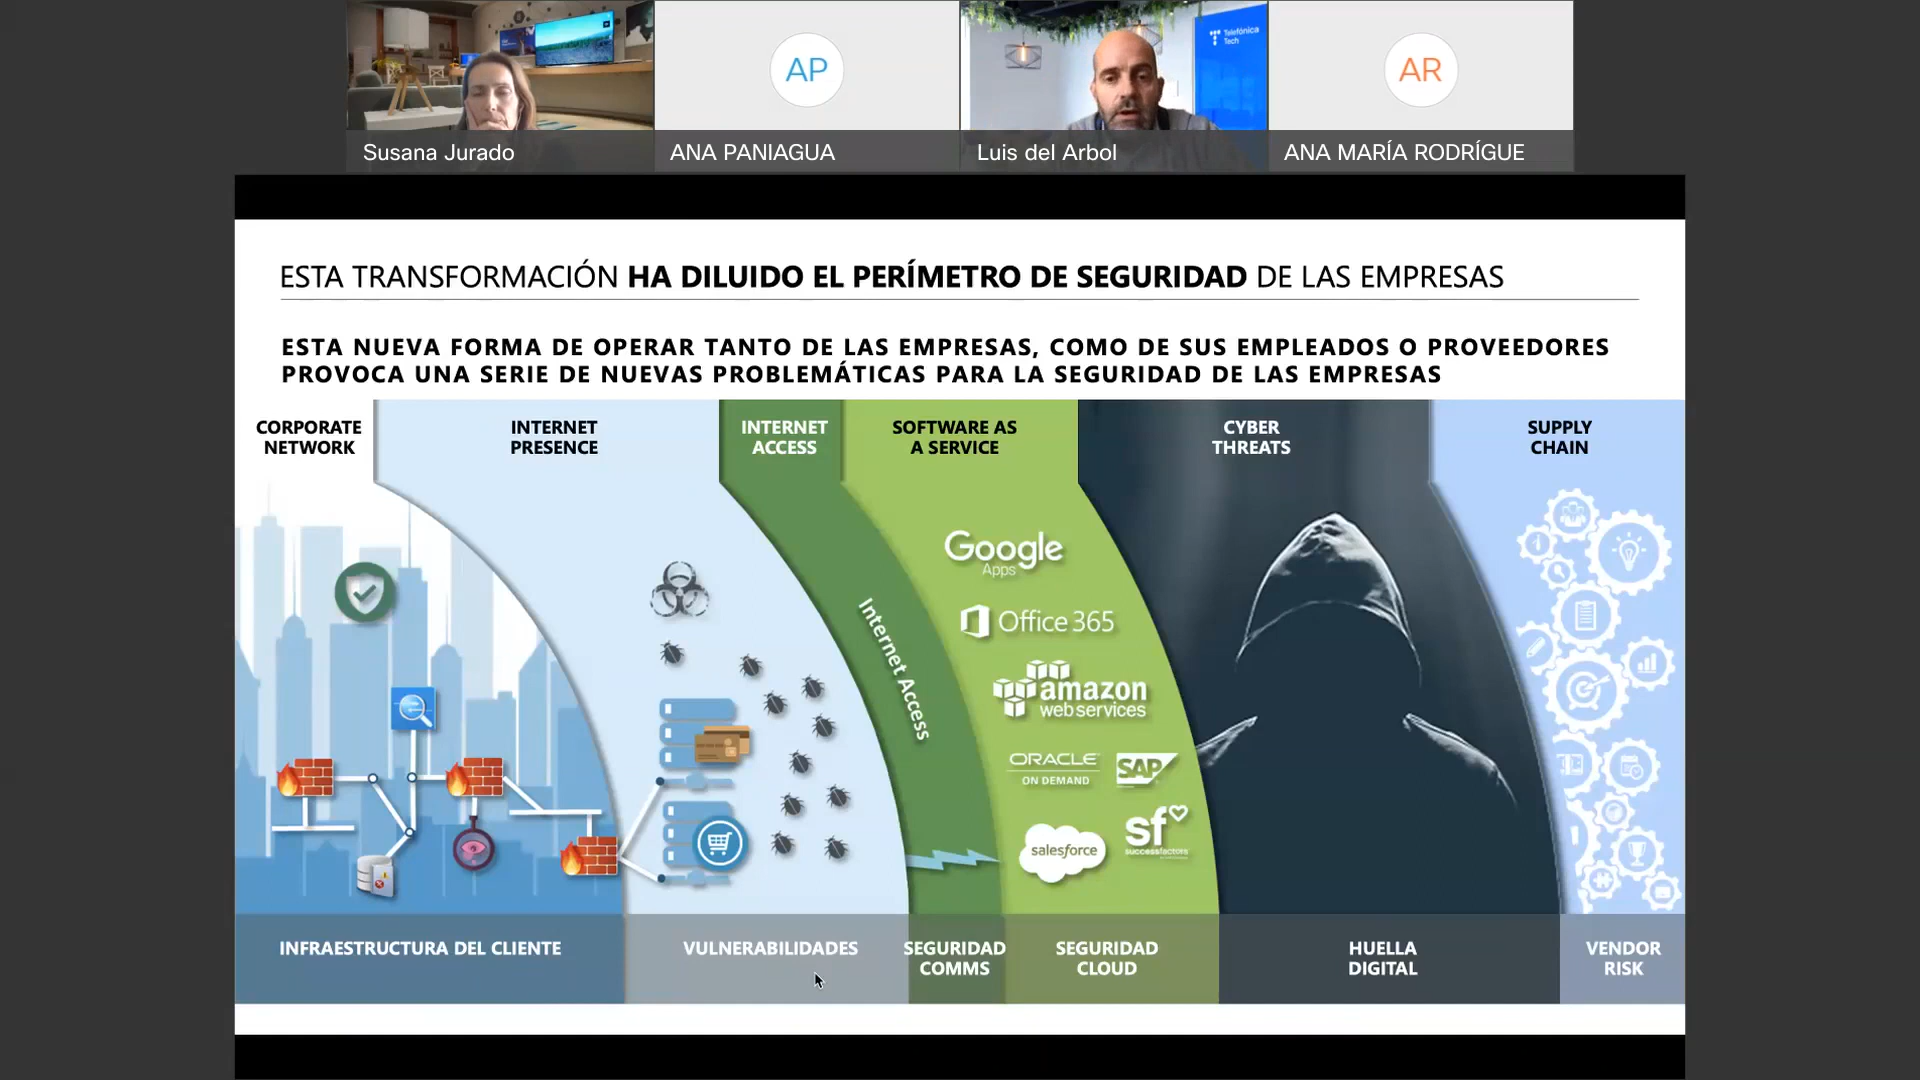 Telefónica
Tech
AP
AR
Susana Jurado
ANA PANIAGUA
Luis del Arbol
ANA MARÍA RODRÍGUE
ESTA TRANSFORMACIÓN HA DILUIDO EL PERÍMETRO DE SEGURIDAD DE LAS EMPRESAS
ESTA NUEVA FORMA DE OPERAR TANTO DE LAS EMPRESAS, COMO DE SUS EMPLEADOS O PROVEEDORES
PROVOCA UNA SERIE DE NUEVAS PROBLEMÁTICAS PARA LA SEGURIDAD DE LAS EMPRESAS
CORPORATE
NETWORK
INTERNET
PRESENCE
INTERNET
ACCESS
SOFTWARE AS
A SERVICE
CYBER
THREATS
SUPPLY
CHAIN
Internet Access
Google
Apps
Office 365
amazon
web services
ORACLE
ON DEMAND
SAP
salesforce
sf
successfactors
INFRAESTRUCTURA DEL CLIENTE
VULNERABILIDADES
SEGURIDAD
COMMS
SEGURIDAD
CLOUD
HUELLA
DIGITAL
VENDOR
RISK